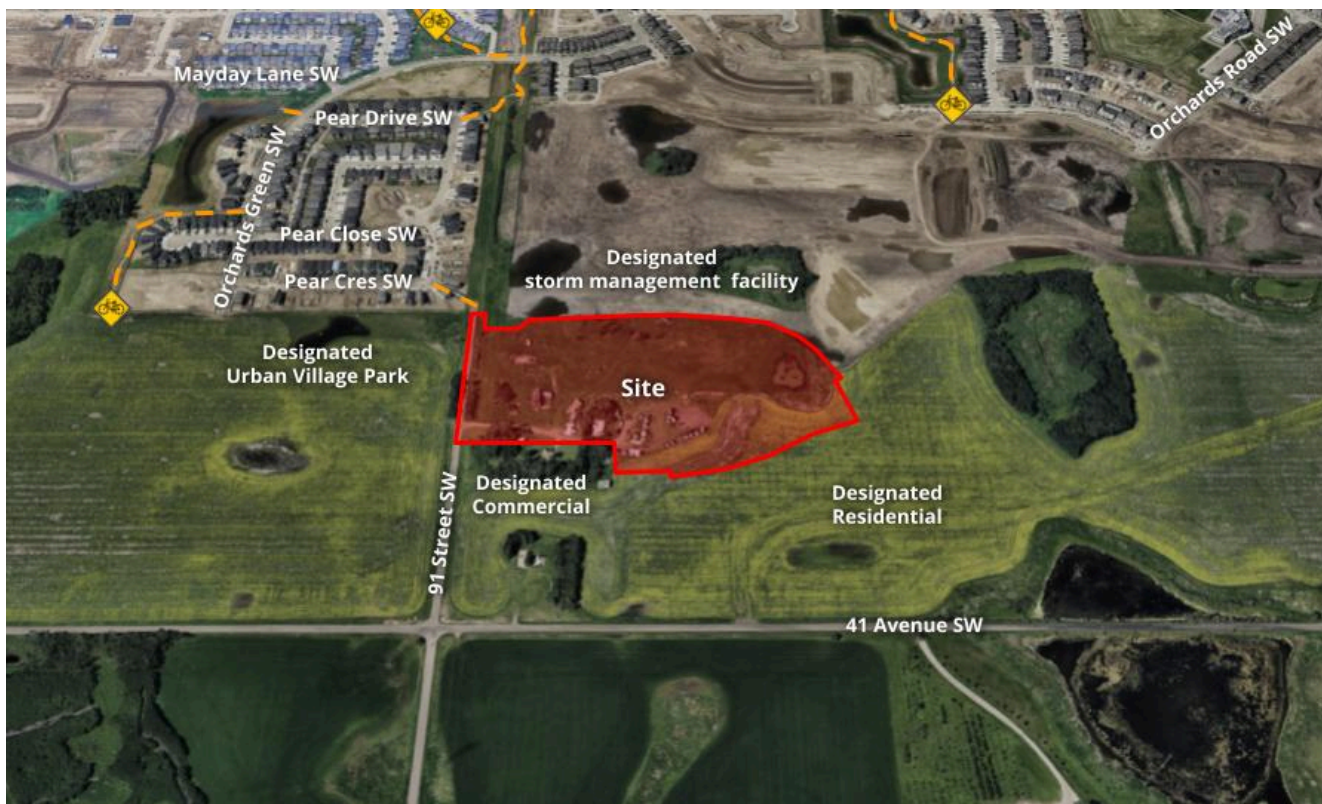 Mayday Lane SW
Pear Drive SW
Orchards Road SW
Orchards Green SW
Pear Close SW
Pear Cres SW
Designated
storm management facility
Designated
Urban Village Park
Site
Designated
Commercial
Designated
Residential
91 Street SW
41 Avenue SW